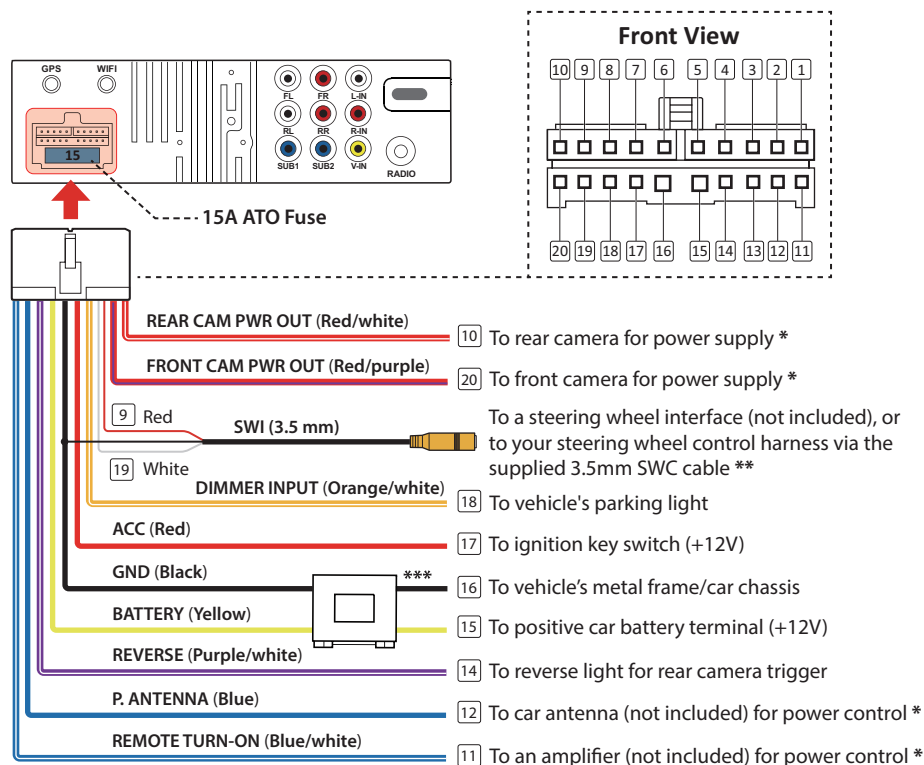 Front View
10 9 8 7 6 5 4 3 2 1
20 19 18 17 16 15 14 13 12 11
GPS WIFI
FL FR L-IN
RL RR R-IN
SUB1 SUB2 V-IN
RADIO
15
15A ATO Fuse
REAR CAM PWR OUT (Red/white)
10 To rear camera for power supply *
FRONT CAM PWR OUT (Red/purple)
20 To front camera for power supply *
9 Red
SWI (3.5 mm)
19 White
To a steering wheel interface (not included), or
to your steering wheel control harness via the
supplied 3.5mm SWC cable **
DIMMER INPUT (Orange/white)
18 To vehicle's parking light
ACC (Red)
17 To ignition key switch (+12V)
GND (Black)
***
16 To vehicle’s metal frame/car chassis
BATTERY (Yellow)
15 To positive car battery terminal (+12V)
REVERSE (Purple/white)
14 To reverse light for rear camera trigger
P. ANTENNA (Blue)
12 To car antenna (not included) for power control *
REMOTE TURN-ON (Blue/white)
11 To an amplifier (not included) for power control *